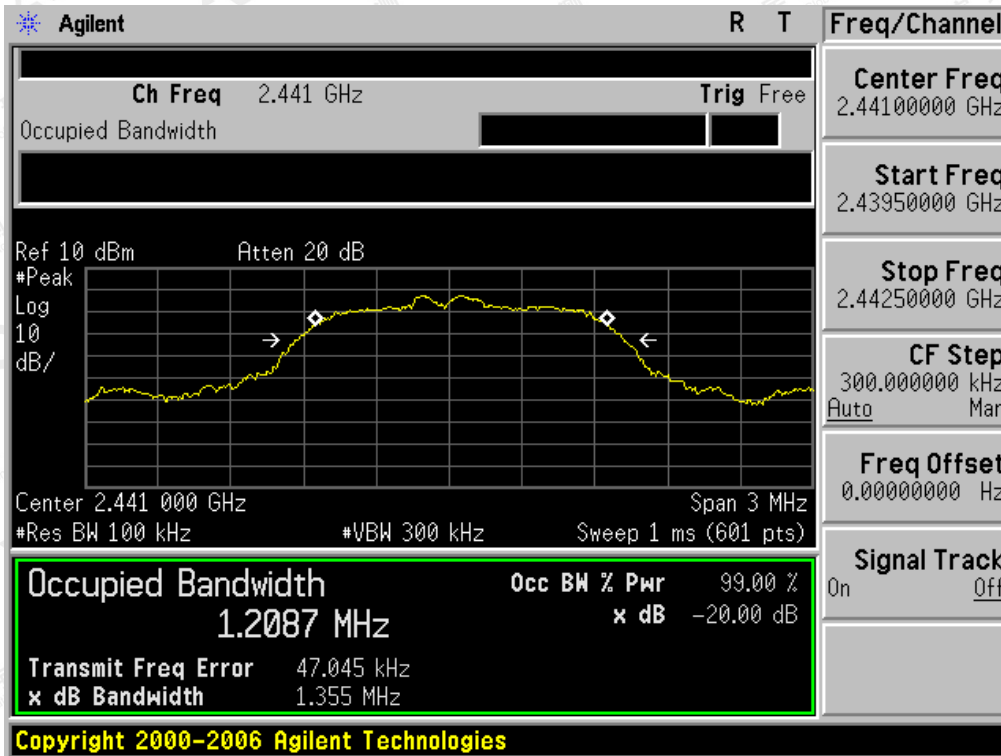 Agilent R T Freq/Channel
Ch Freq 2.441 GHz Trig Free
Occupied Bandwidth
Center Freq
2.44100000 GHz
Start Freq
2.43950000 GHz
Stop Freq
2.44250000 GHz
CF Step
300.000000 kHz
Auto Man
Freq Offset
0.00000000 Hz
Signal Track
On Off
Ref 10 dBm Atten 20 dB
#Peak
Log
10
dB/
Center 2.441 000 GHz Span 3 MHz
#Res BW 100 kHz #VBW 300 kHz Sweep 1 ms (601 pts)
Occupied Bandwidth Occ BW % Pwr 99.00 %
1.2087 MHz x dB -20.00 dB
Transmit Freq Error 47.045 kHz
x dB Bandwidth 1.355 MHz
Copyright 2000-2006 Agilent Technologies